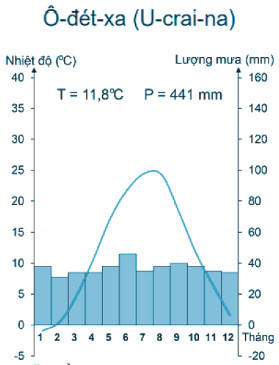 Ô-đét-xa (U-crai-na)
Nhiệt độ (⁰C) Lượng mưa (mm)
T = 11,8⁰C P = 441 mm
40 160
35 140
30 120
25 100
20 80
15 60
10 40
5 20
0 0
1 2 3 4 5 6 7 8 9 10 11 12 Tháng
-5 -20